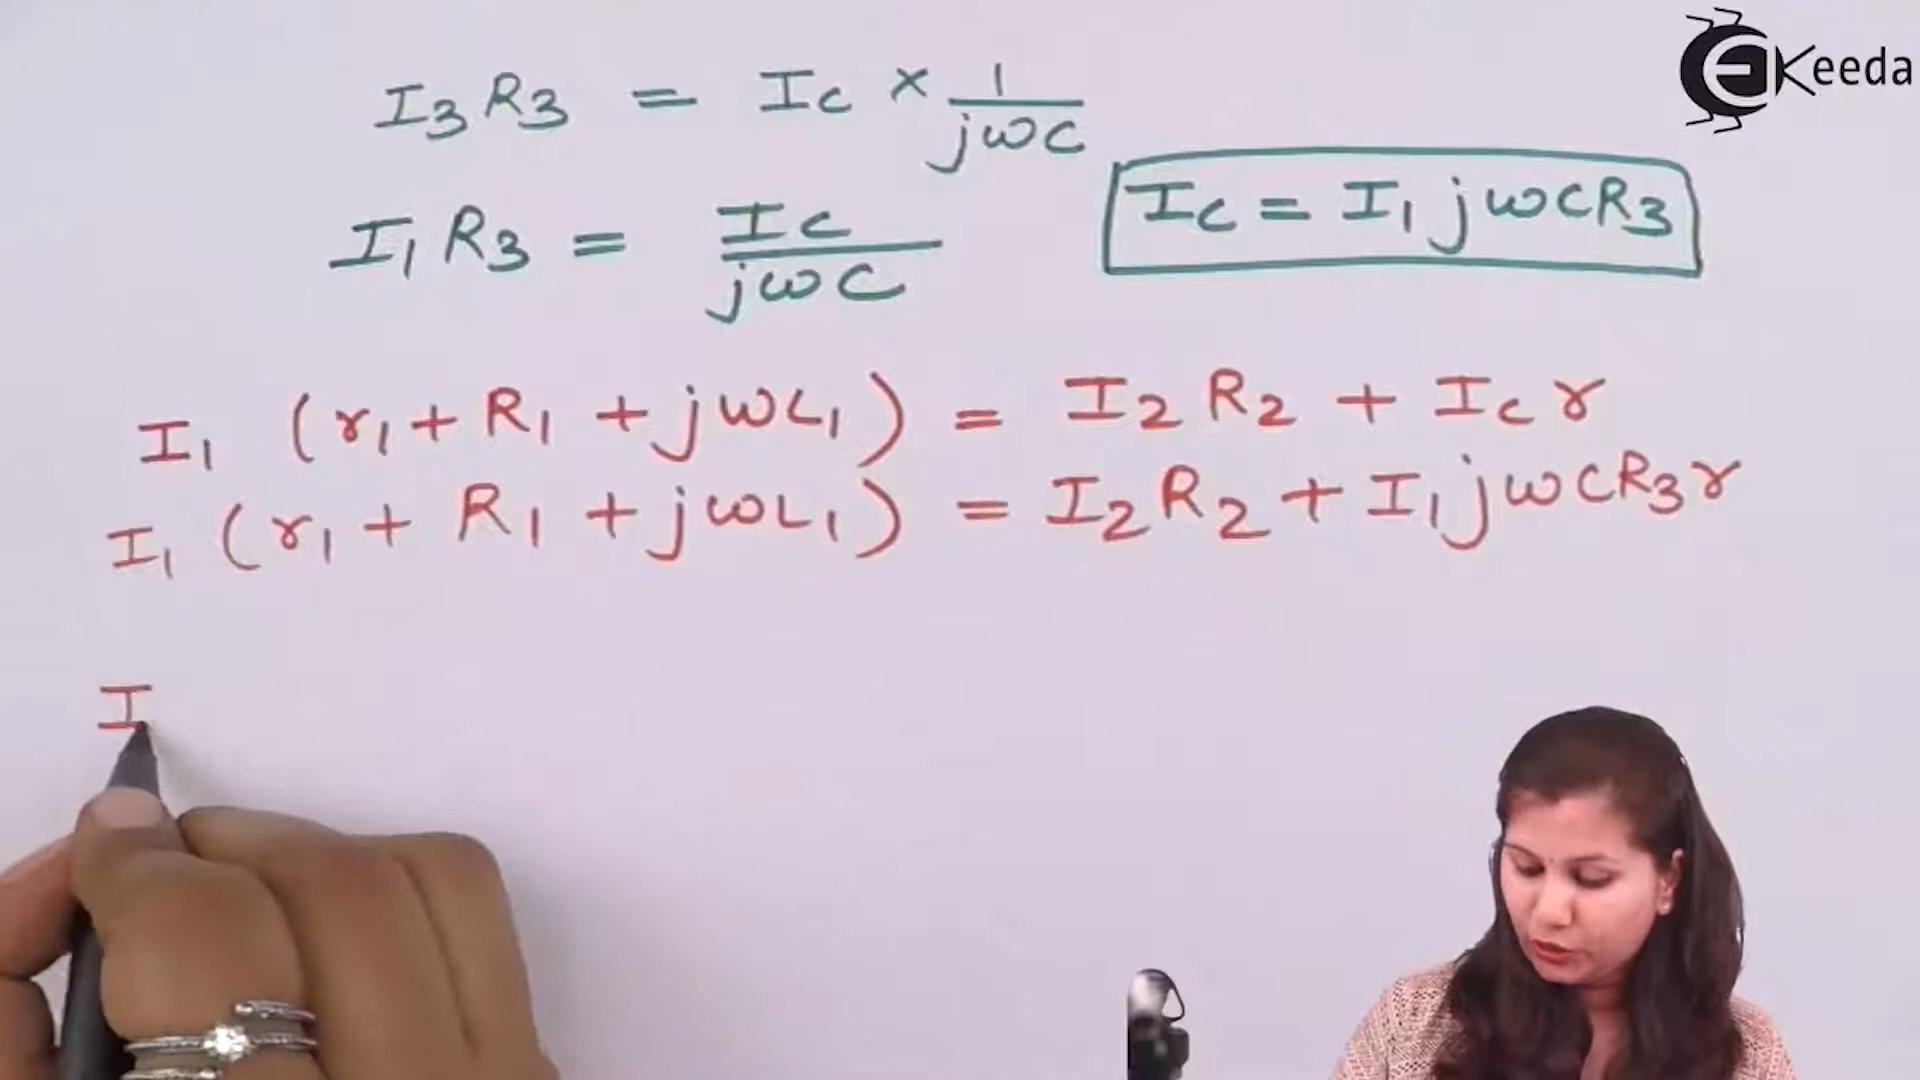 EKeeda
I3R3 = Ic × 1/jωC
I1R3 = Ic/jωC
Ic = I1 jωCR3
I1 (r1 + R1 + jωL1) = I2R2 + Ic r
I1 (r1 + R1 + jωL1) = I2R2 + I1 jωCR3 r
I